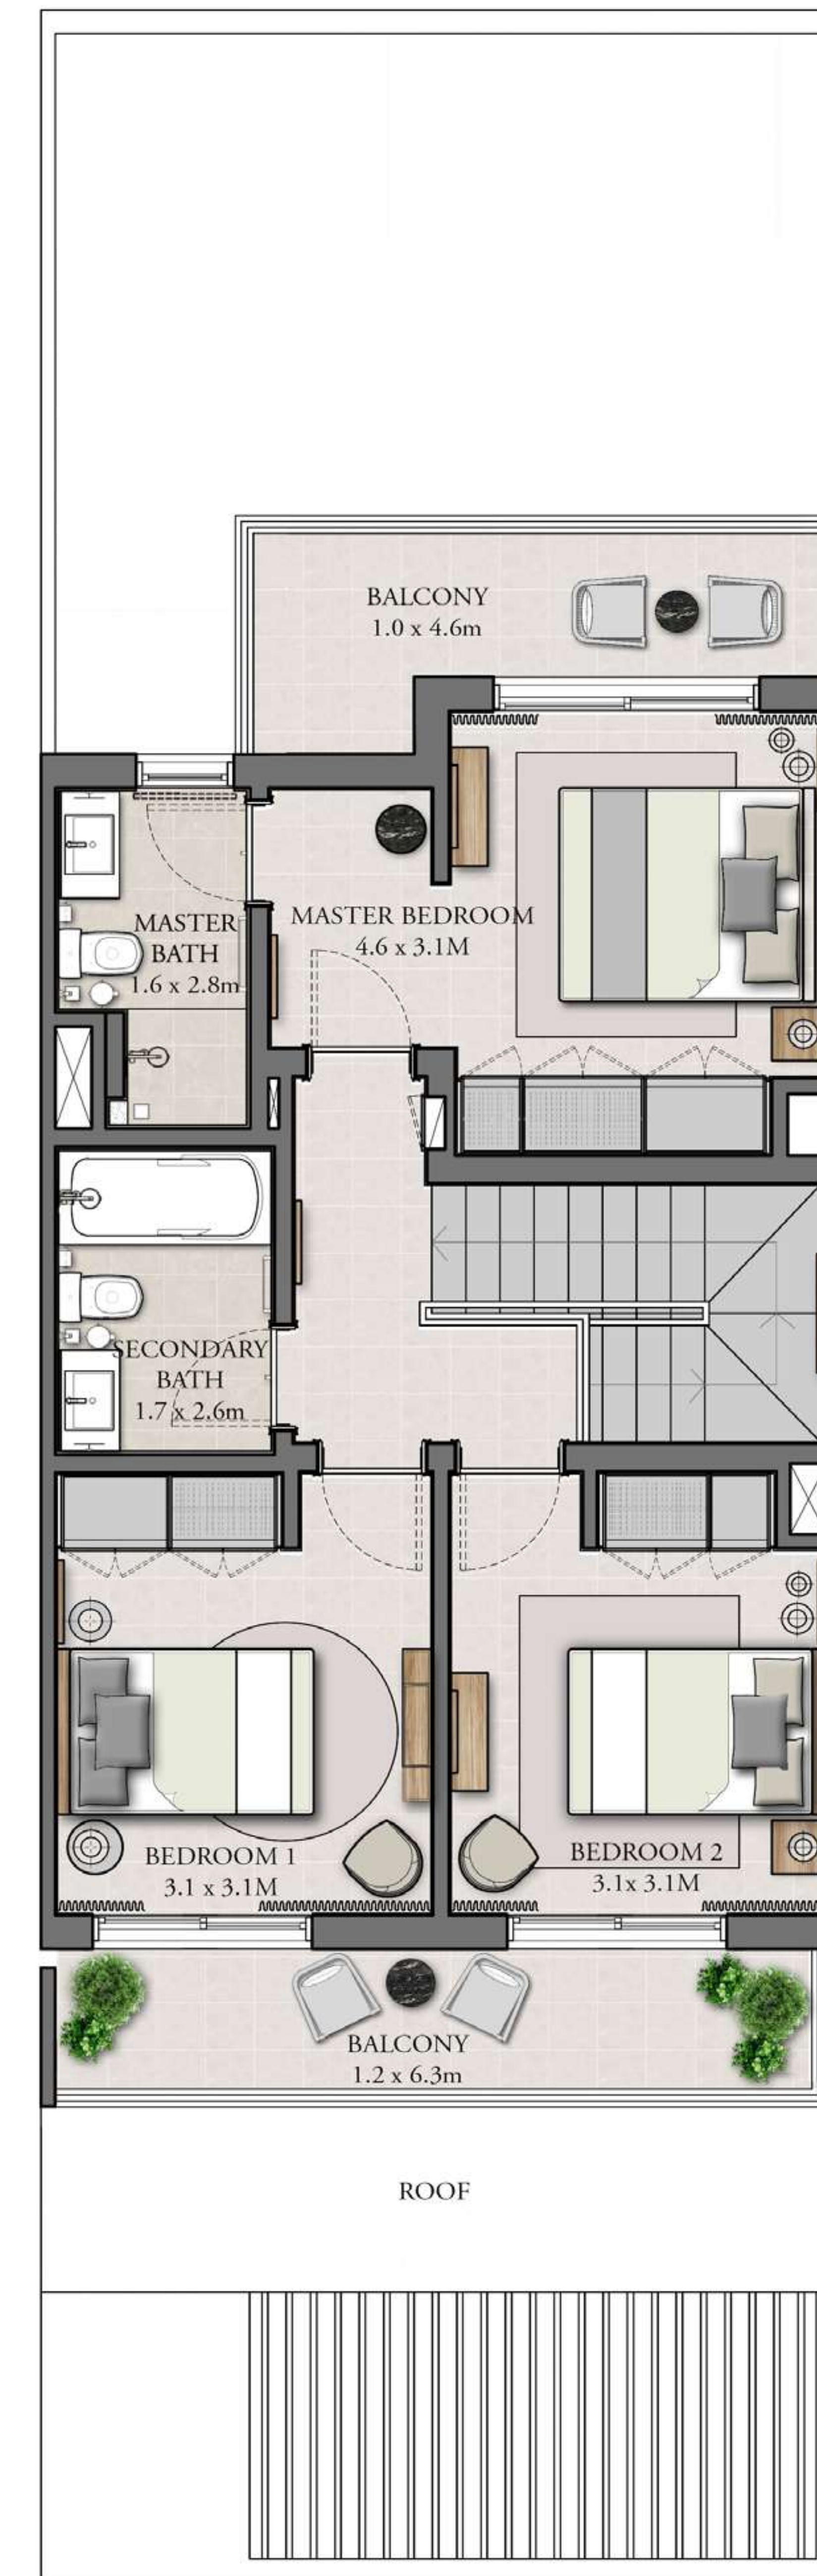 BALCONY
1.0 x 4.6m
MASTER
BATH
1.6 x 2.8m
MASTER BEDROOM
4.6 x 3.1M
SECONDARY
BATH
1.7 x 2.6m
BEDROOM 1
3.1 x 3.1M
BEDROOM 2
3.1x 3.1M
BALCONY
1.2 x 6.3m
ROOF